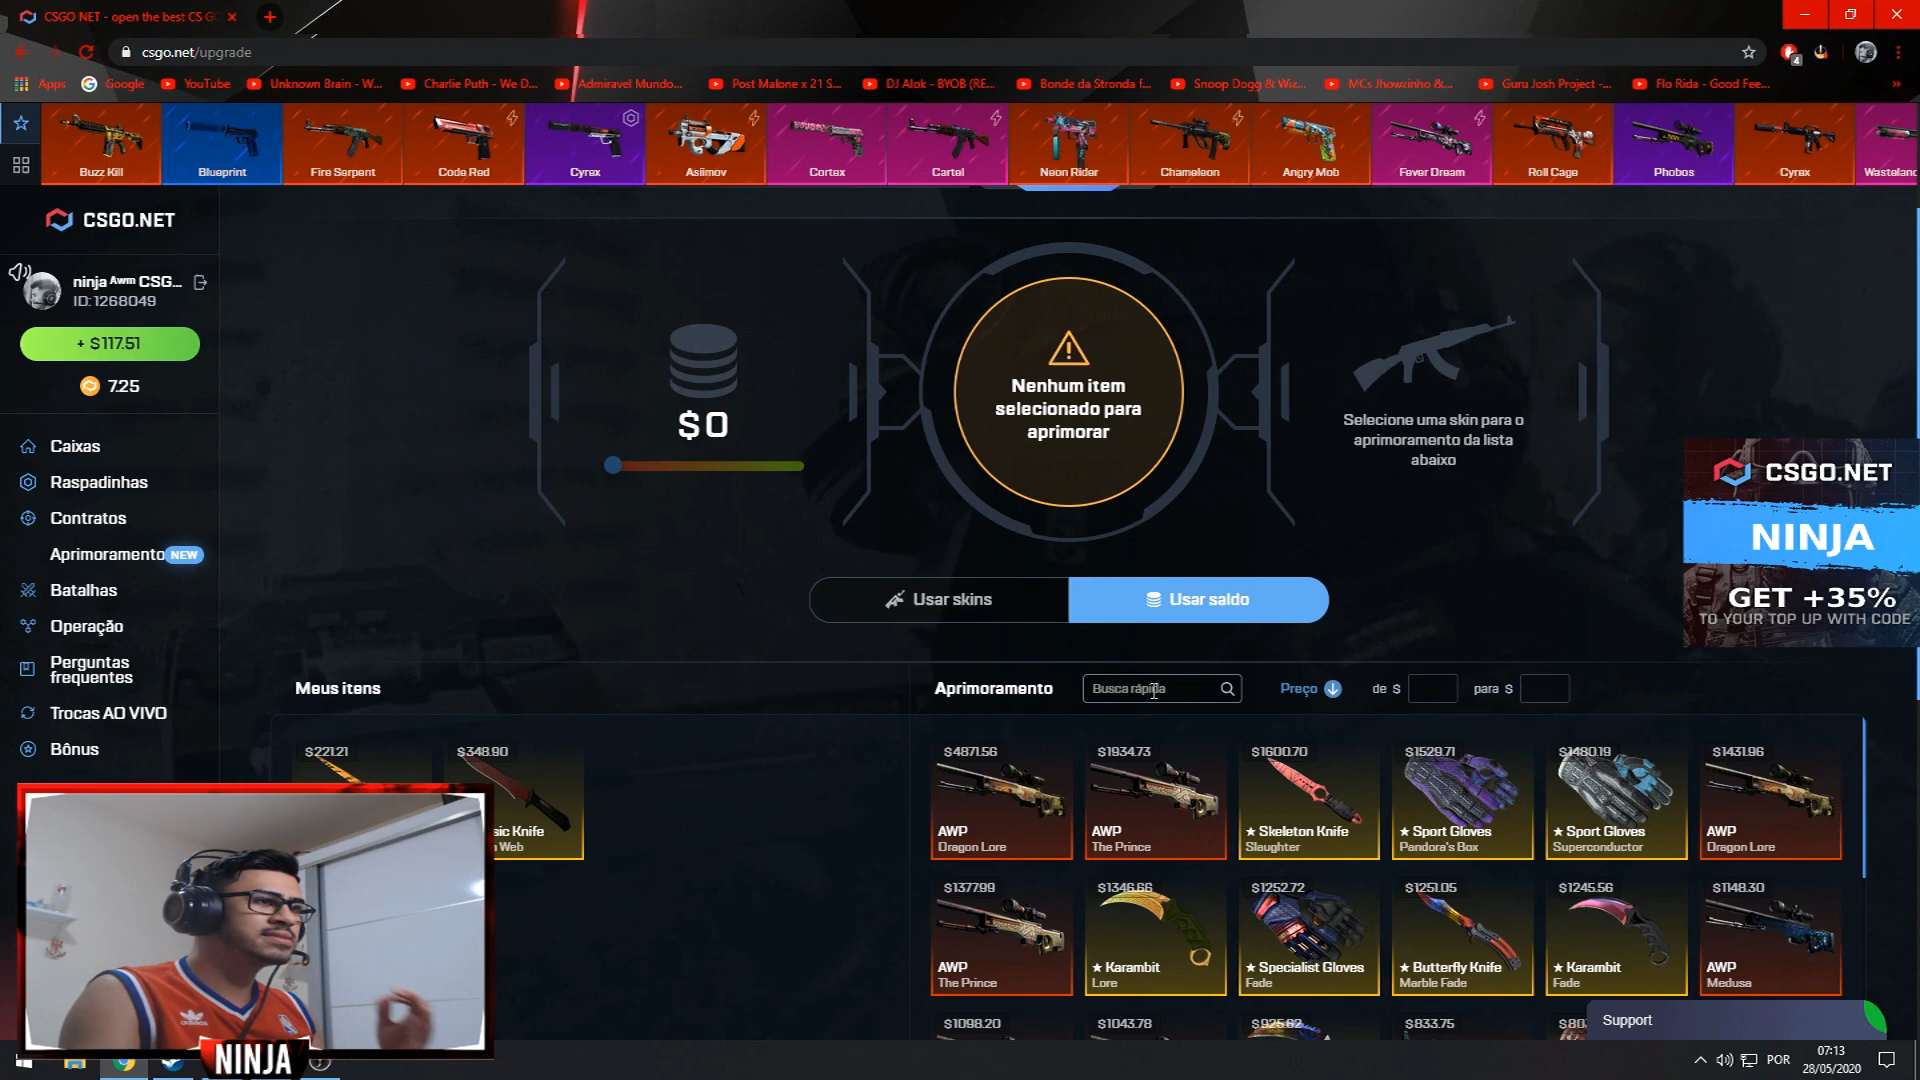 CSGO NET - open the best CS G
csgo.net/upgrade
4
Apps
Google
YouTube
Unknown Brain - W...
Charlie Puth - We D...
Admiravel Mundo...
Post Malone x 21 S...
DJ Alok - BYOB (RE...
Bonde da Stronda f...
Snoop Dogg & Wiz...
MCs Jhowzinho &...
Guru Josh Project -...
Flo Rida - Good Fee...
Buzz Kill
Blueprint
Fire Serpent
Code Red
Cyrex
Asiimov
Cortex
Cartel
Neon Rider
Chameleon
Angry Mob
Fever Dream
Roll Cage
Phobos
Cyrex
Wasteland
CSGO.NET
ninja Awm CSG...
ID:1268049
+ $117.51
7.25
Caixas
Raspadinhas
Contratos
Aprimoramento NEW
Batalhas
Operação
Perguntas
frequentes
Trocas AO VIVO
Bônus
$0
Nenhum item
selecionado para
aprimorar
Selecione uma skin para o
aprimoramento da lista
abaixo
Usar skins
Usar saldo
CSGO.NET
NINJA
GET +35%
TO YOUR TOP UP WITH CODE
Meus itens
Aprimoramento
Busca rápida
Preço
de $
para $
$221.21
$348.90
sic Knife
n Web
$4871.56
AWP
Dragon Lore
$1934.73
AWP
The Prince
$1600.70
★ Skeleton Knife
Slaughter
$1529.71
★ Sport Gloves
Pandora's Box
$1480.19
★ Sport Gloves
Superconductor
$1431.96
AWP
Dragon Lore
$1377.99
AWP
The Prince
$1346.66
★ Karambit
Lore
$1252.72
★ Specialist Gloves
Fade
$1251.05
★ Butterfly Knife
Marble Fade
$1245.56
★ Karambit
Fade
$1148.30
AWP
Medusa
$1098.20
$1043.78
$925.62
$833.75
Support
NINJA
POR
07:13
28/05/2020